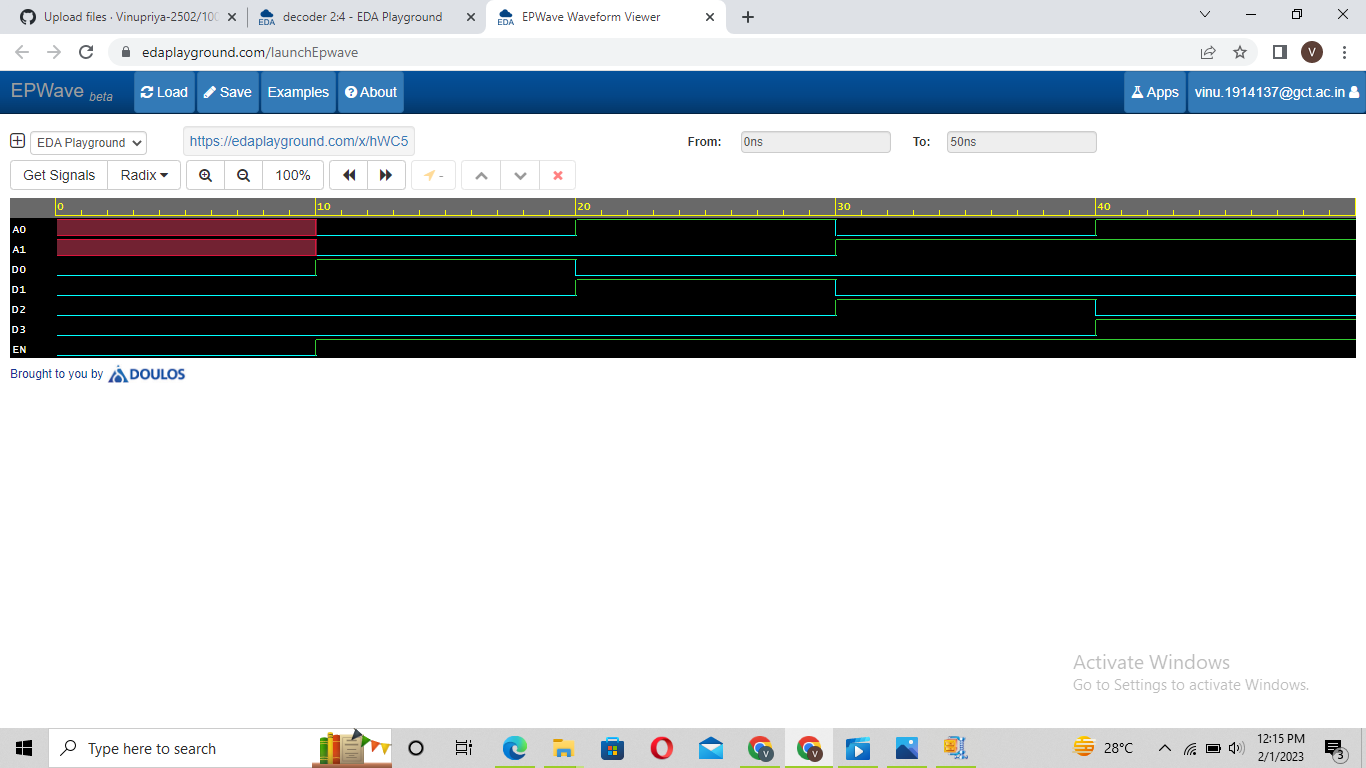 Upload files · Vinupriya-2502/100
decoder 2:4 - EDA Playground
EPWave Waveform Viewer
edaplayground.com/launchEpwave
V
EPWave beta
Load
Save
Examples
About
Apps
vinu.1914137@gct.ac.in
EDA Playground
https://edaplayground.com/x/hWC5
From:
0ns
To:
50ns
Get Signals
Radix
100%
-
0
10
20
30
40
A0
A1
D0
D1
D2
D3
EN
Brought to you by DOULOS
Activate Windows
Go to Settings to activate Windows.
Type here to search
28°C
12:15 PM
2/1/2023
3